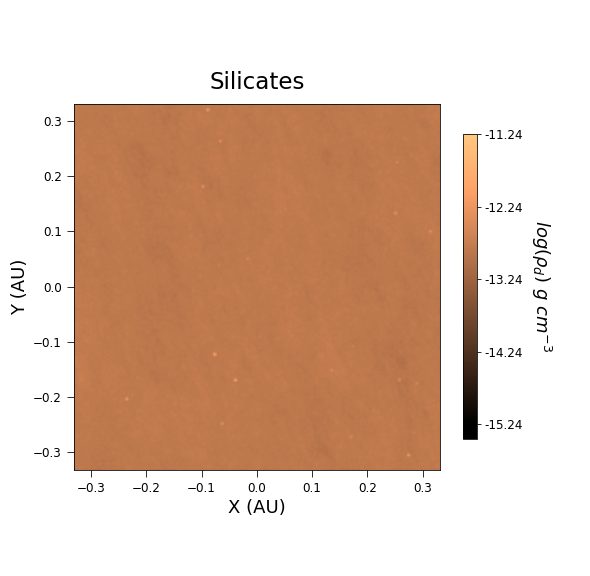 Silicates
0.3
0.2
0.1
0.0
−0.1
−0.2
−0.3
Y (AU)
−0.3 −0.2 −0.1 0.0 0.1 0.2 0.3
X (AU)
-11.24
-12.24
-13.24
-14.24
-15.24
log(ρd) g cm−3